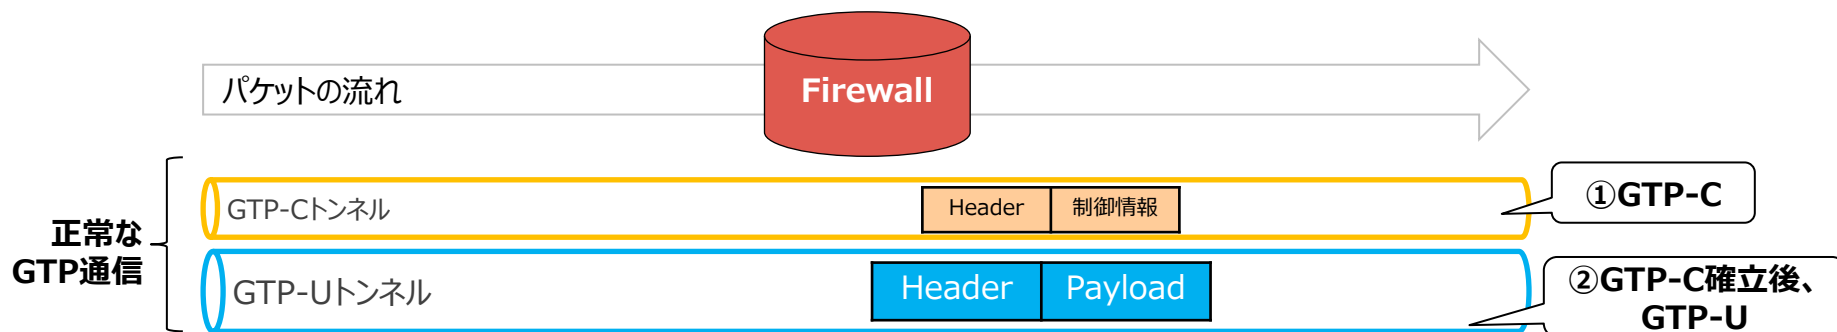 パケットの流れ
Firewall
正常な
GTP通信
GTP-Cトンネル
Header
制御情報
①GTP-C
GTP-Uトンネル
Header
Payload
②GTP-C確立後、
GTP-U